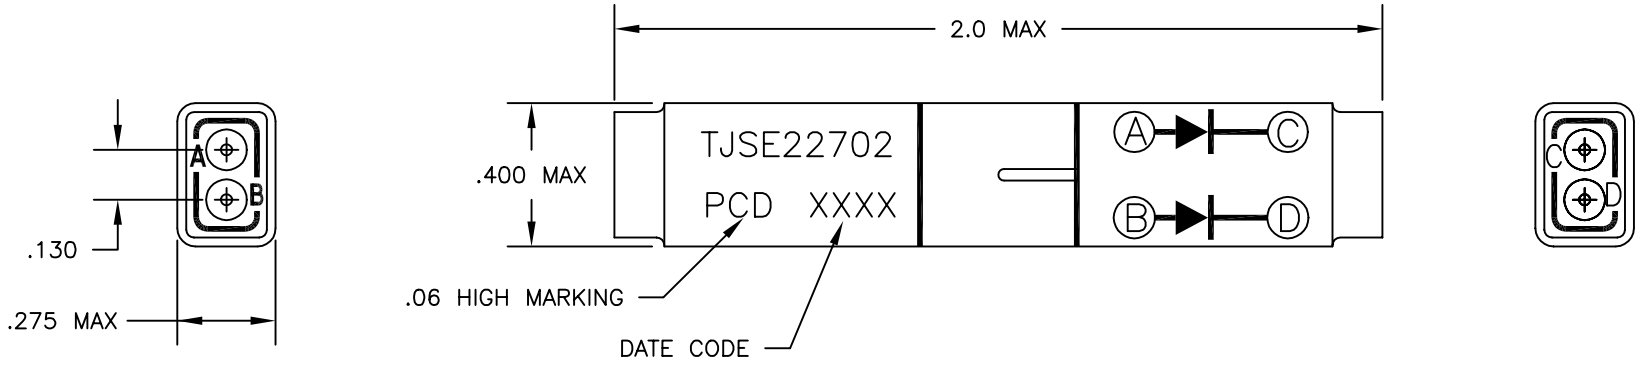 2.0 MAX
A
B
.130
.275 MAX
.400 MAX
TJSE22702
PCD XXXX
.06 HIGH MARKING
DATE CODE
A C
B D
C
D